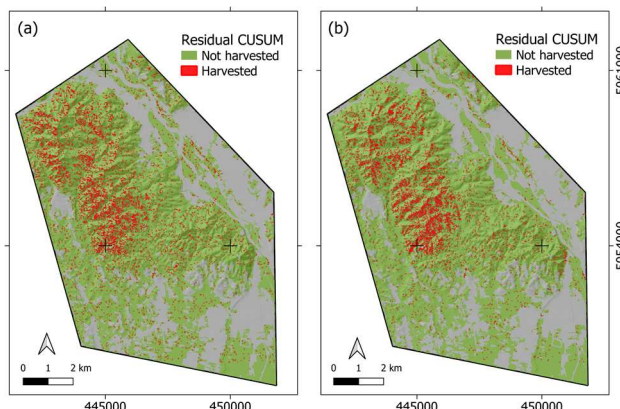 (a)
Residual CUSUM
Not harvested
Harvested
0 1 2 km
445000 450000
(b)
Residual CUSUM
Not harvested
Harvested
0 1 2 km
445000 450000